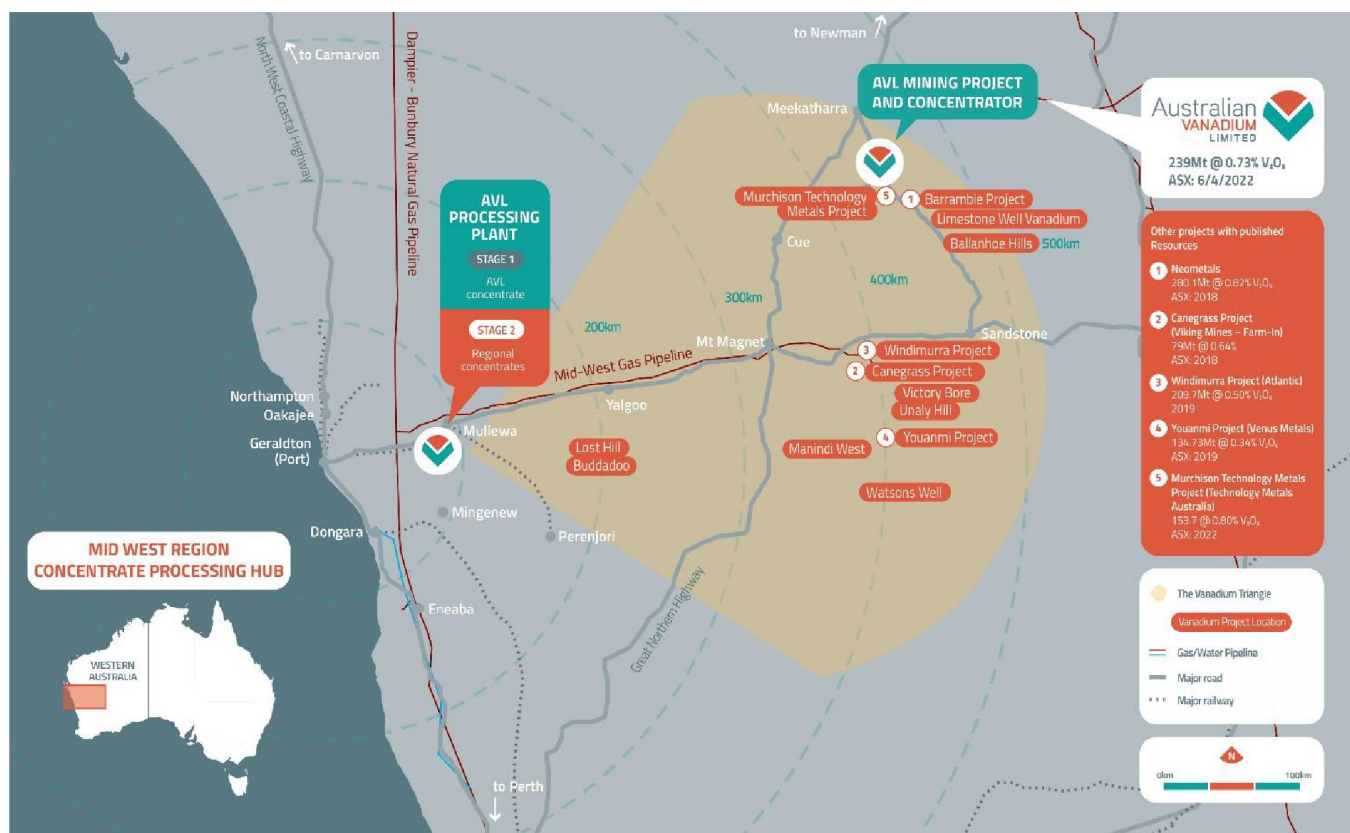 to Carnarvon
North West Coastal Highway
Dampier - Bunbury Natural Gas Pipeline
to Newman
Meekatharra
AVL MINING PROJECT
AND CONCENTRATOR
Australian
VANADIUM
LIMITED
239Mt @ 0.73% V₂O₅
ASX: 6/4/2022
AVL
PROCESSING
PLANT
STAGE 1
AVL
concentrate
STAGE 2
Regional
concentrates
Murchison Technology
Metals Project
5
1
Barrambie Project
Limestone Well Vanadium
Ballanhoe Hills
500km
Cue
400km
300km
200km
Mt Magnet
Sandstone
Mid-West Gas Pipeline
3
Windimurra Project
2
Canegrass Project
Victory Bore
Unaly Hill
Yalgoo
Northampton
Oakajee
Geraldton
(Port)
Mullewa
Lost Hill
Buddadoo
Manindi West
4
Youanmi Project
Watsons Well
Mingenew
Perenjori
Dongara
Eneaba
Great Northern Highway
to Perth
MID WEST REGION
CONCENTRATE PROCESSING HUB
WESTERN
AUSTRALIA
Other projects with published
Resources
1 Neometals
280.1Mt @ 0.82% V₂O₅
ASX: 2018
2 Canegrass Project
(Viking Mines – Farm-In)
79Mt @ 0.64%
ASX: 2018
3 Windimurra Project (Atlantic)
209.7Mt @ 0.50% V₂O₅
2019
4 Youanmi Project (Venus Metals)
134.73Mt @ 0.34% V₂O₅
ASX: 2019
5 Murchison Technology Metals
Project (Technology Metals
Australia)
153.7 @ 0.80% V₂O₅
ASX: 2022
The Vanadium Triangle
Vanadium Project Location
Gas/Water Pipeline
Major road
Major railway
N
0km
100km